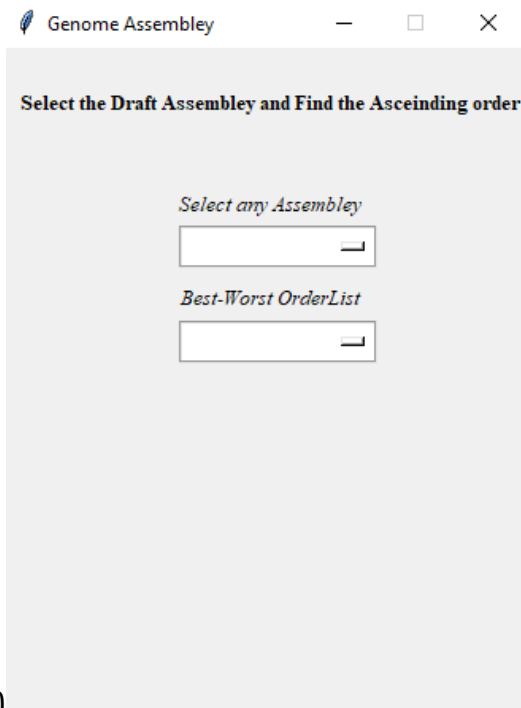 Genome Assembley
Select the Draft Assembley and Find the Asceinding order
Select any Assembley
Best-Worst OrderList
)